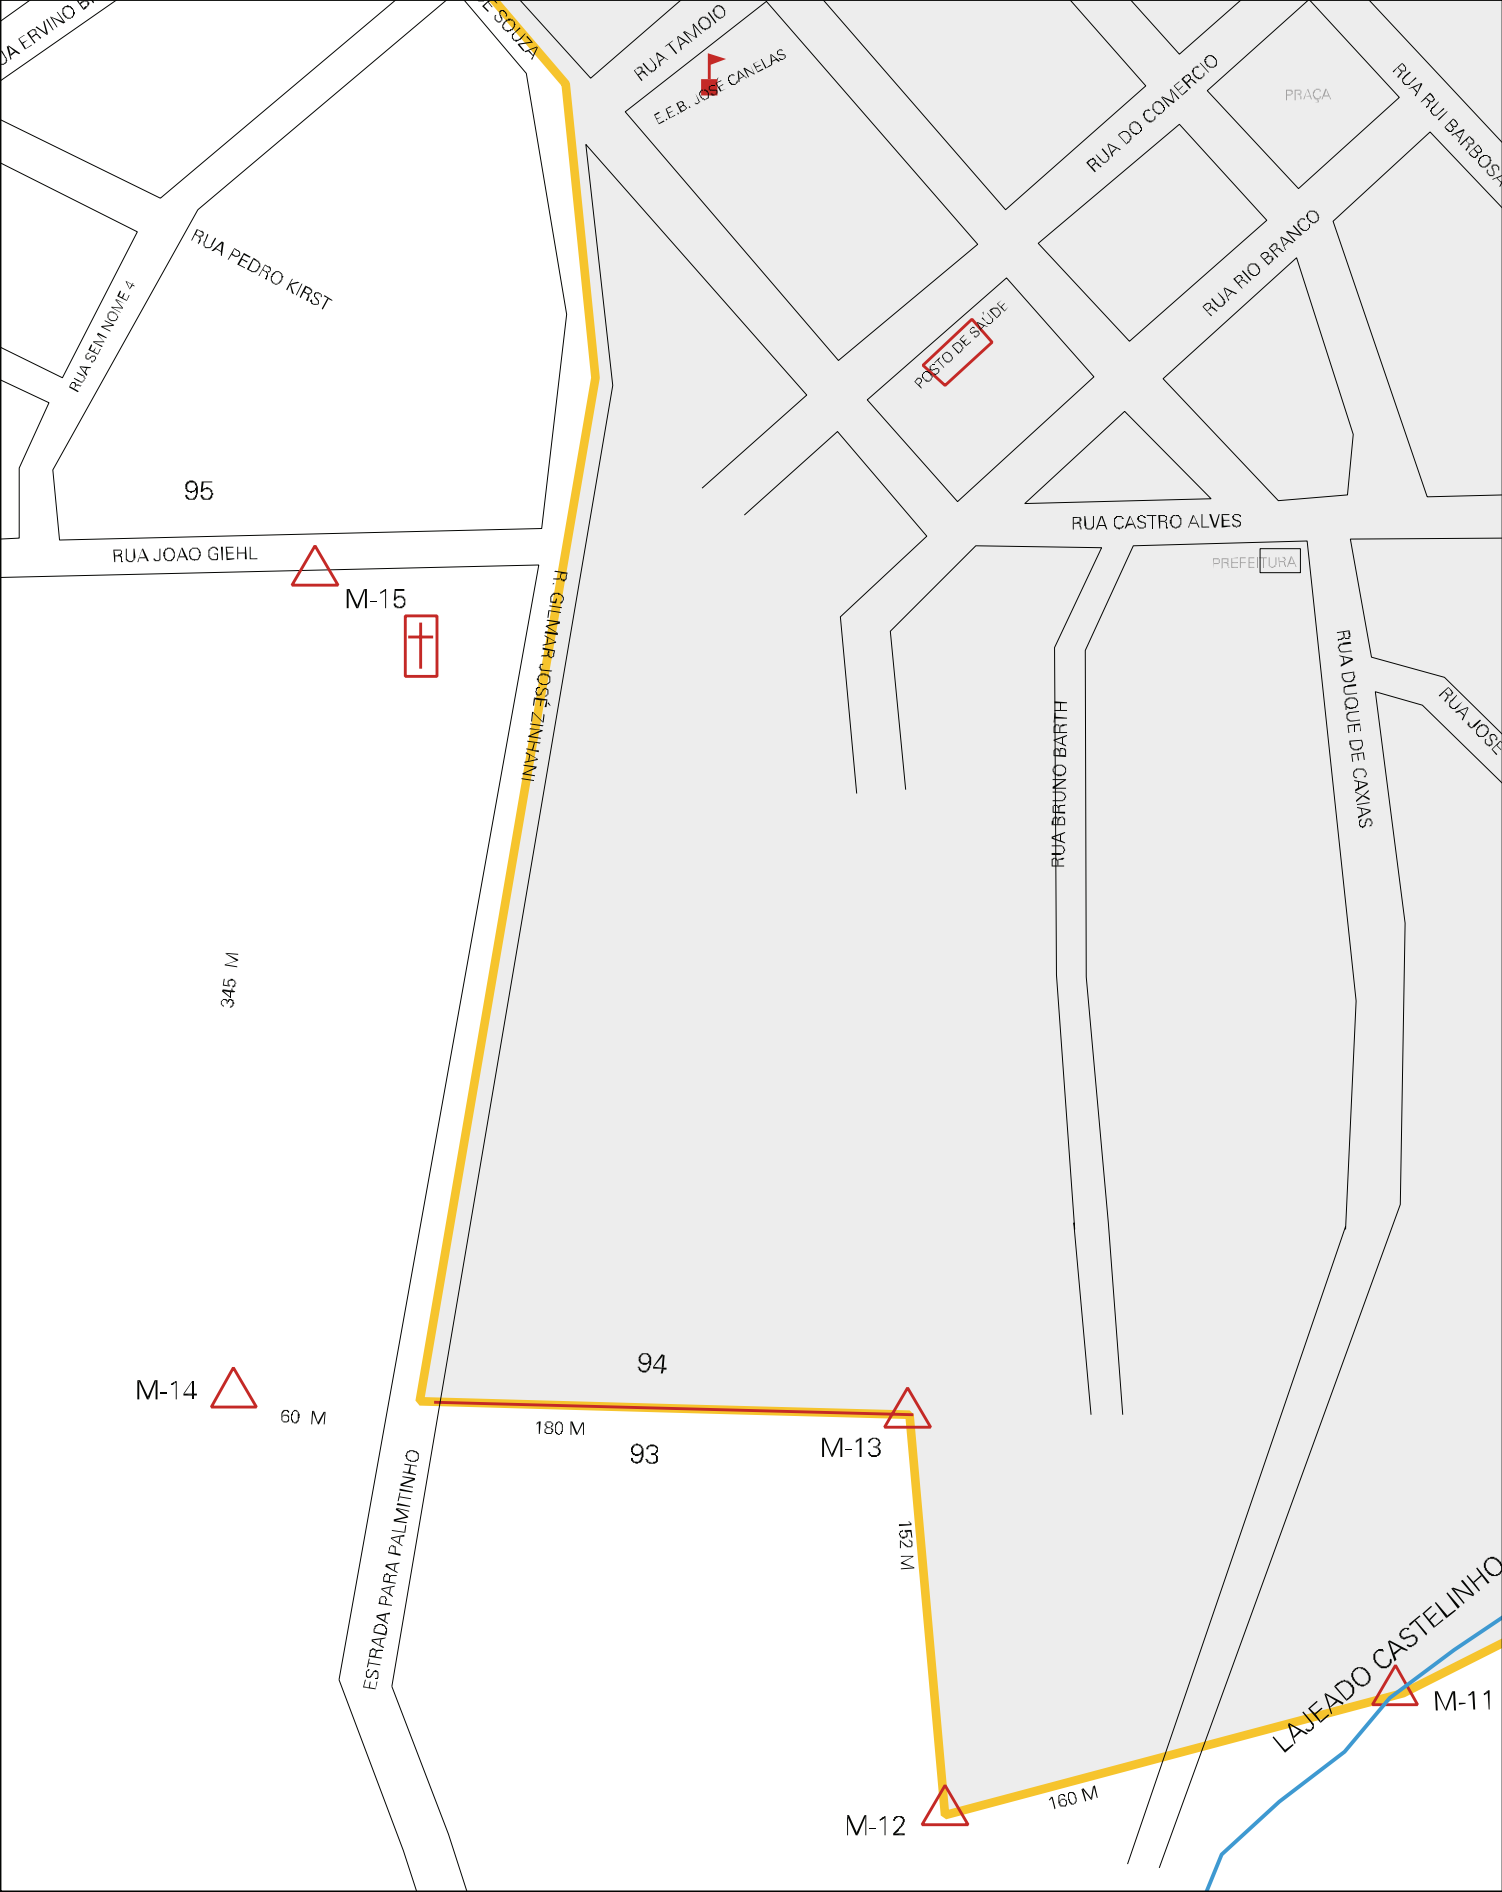 E SOUZA
RUA TAMOIO
E.E.B. JOSÉ CANELAS
RUA DO COMERCIO
PRAÇA
RUA RUI BARBOSA
RUA PEDRO KIRST
RUA SEM NOME 4
RUA RIO BRANCO
POSTO DE SAÚDE
95
RUA CASTRO ALVES
PREFEITURA
RUA JOAO GIEHL
M-15
R. GILMAR JOSÉ ZINHANI
RUA DUQUE DE CAXIAS
RUA JOSE
RUA BRUNO BARTH
345 M
94
M-14
60 M
180 M
93
M-13
ESTRADA PARA PALMITINHO
152 M
LAJEADO CASTELINHO
M-11
160 M
M-12